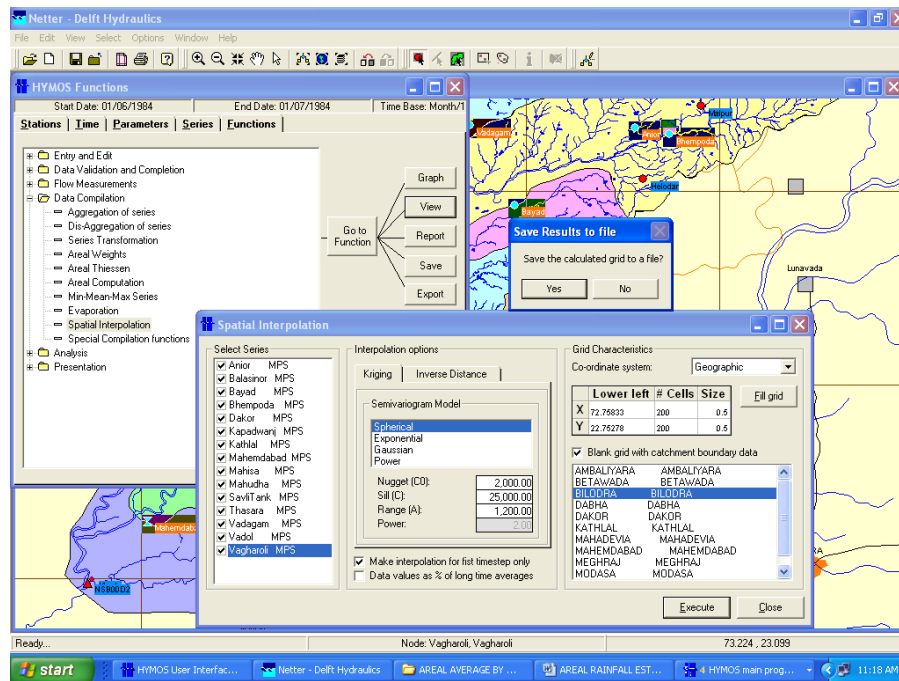 Netter - Delft Hydraulics
File Edit View Select Options Window Help
HYMOS Functions
Start Date: 01/06/1984 End Date: 01/07/1984 Time Base: Month/1
Stations Time Parameters Series Functions
Entry and Edit
Data Validation and Completion
Flow Measurements
Data Compilation
Aggregation of series
Dis-Aggregation of series
Series Transformation
Areal Weights
Areal Thiessen
Areal Computation
Min-Mean-Max Series
Evaporation
Spatial Interpolation
Special Compilation functions
Analysis
Presentation
Go to Function
Graph
View
Report
Save
Export
Vadagam
Anior
Bhempoda
Malpur
Helodar
Bayad
Lunavada
Save Results to file
Save the calculated grid to a file?
Yes No
Spatial Interpolation
Select Series
Anior MPS
Balasinor MPS
Bayad MPS
Bhempoda MPS
Dakor MPS
Kapadwanj MPS
Kathlal MPS
Mahemdabad MPS
Mahisa MPS
Mahudha MPS
SavliTank MPS
Thasara MPS
Vadagam MPS
Vadol MPS
Vagharoli MPS
Interpolation options
Kriging Inverse Distance
Semivariogram Model
Spherical
Exponential
Gaussian
Power
Nugget (C0): 2,000.00
Sill (C): 25,000.00
Range (A): 1,200.00
Power: 2.00
Make interpolation for fist timestep only
Data values as % of long time averages
Grid Characteristics
Co-ordinate system: Geographic
Lower left # Cells Size
X 72.75833 200 0.5
Y 22.75278 200 0.5
Fill grid
Blank grid with catchment boundary data
AMBALIYARA AMBALIYARA
BETAWADA BETAWADA
BILODRA BILODRA
DABHA DABHA
DAKOR DAKOR
KATHLAL KATHLAL
MAHADEVIA MAHADEVIA
MAHEMDABAD MAHEMDABAD
MEGHRAJ MEGHRAJ
MODASA MODASA
Execute Close
Mahemdab
NSB00D2
RA
Ready... Node: Vagharoli, Vagharoli 73.224 , 23.099
start HYMOS User Interfac... Netter - Delft Hydraulics AREAL AVERAGE BY ... AREAL RAINFALL EST... 4 HYMOS main prog... 11:18 AM